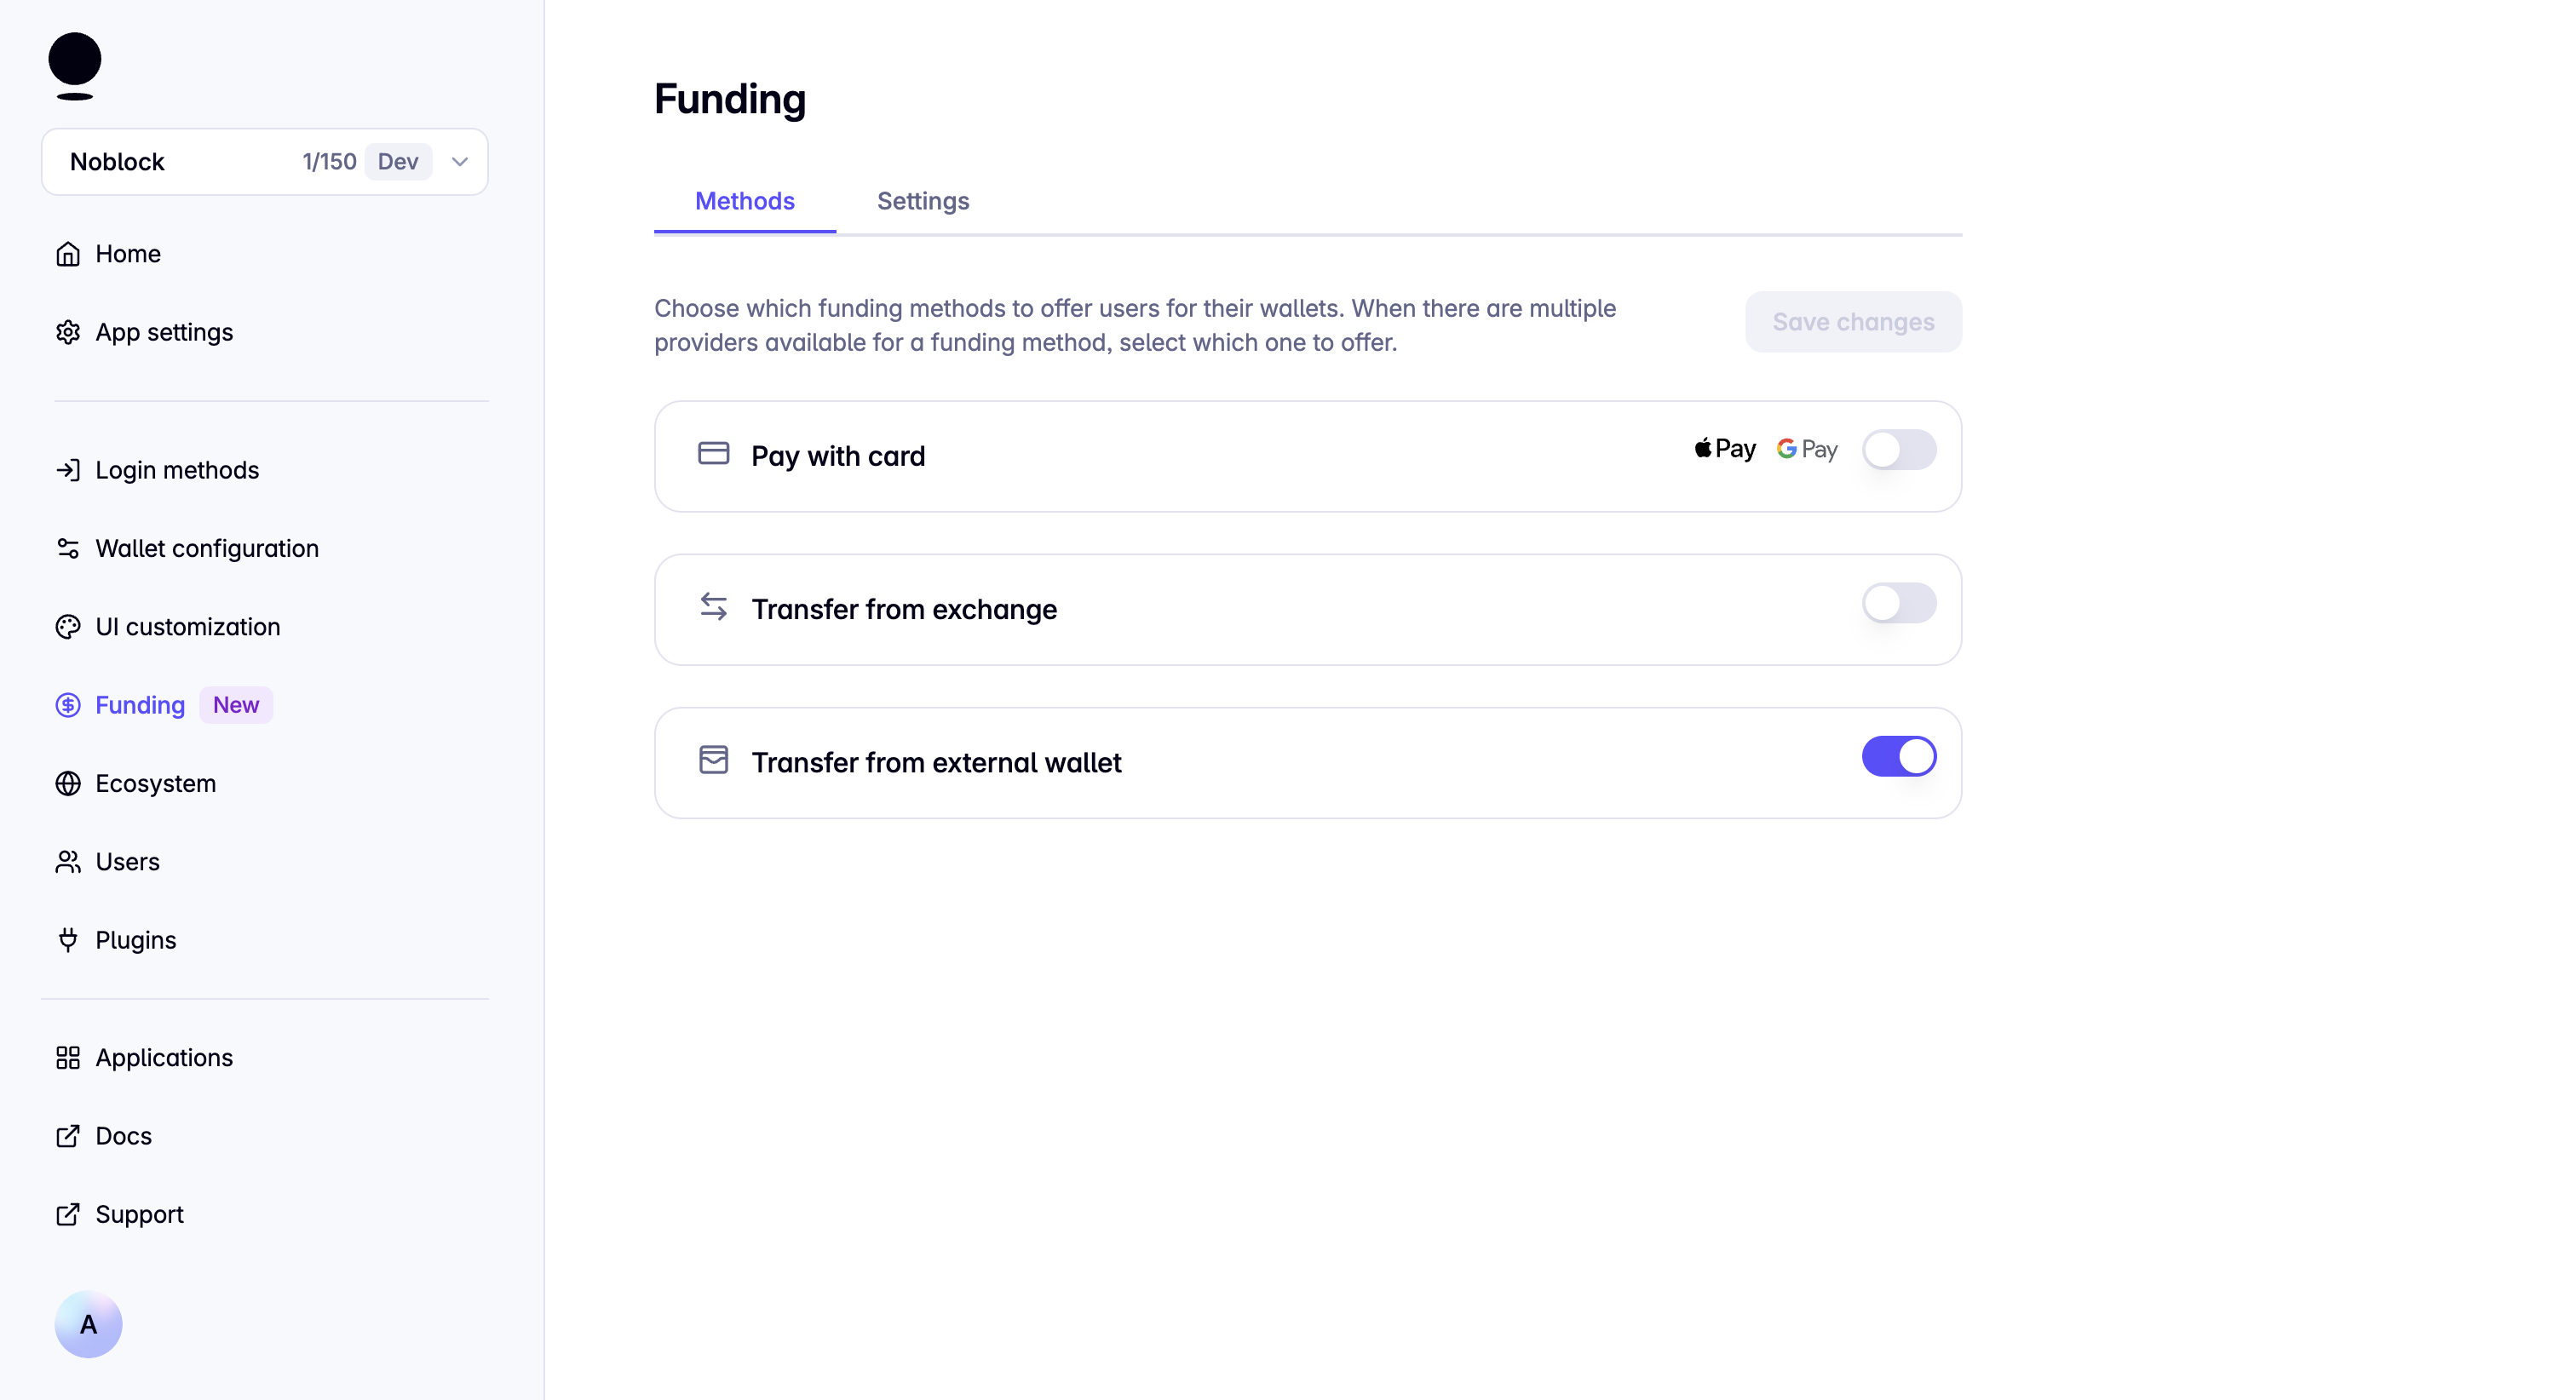 Noblock 1/150 Dev
Home
App settings
Login methods
Wallet configuration
UI customization
Funding New
Ecosystem
Users
Plugins
Applications
Docs
Support
A
Funding
Methods Settings
Choose which funding methods to offer users for their wallets. When there are multiple
providers available for a funding method, select which one to offer.
Save changes
Pay with card Pay G Pay
Transfer from exchange
Transfer from external wallet